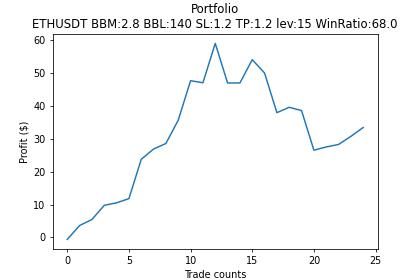 Portfolio
ETHUSDT BBM:2.8 BBL:140 SL:1.2 TP:1.2 lev:15 WinRatio:68.0
60
50
40
30
20
10
0
Profit ($)
0 5 10 15 20 25
Trade counts